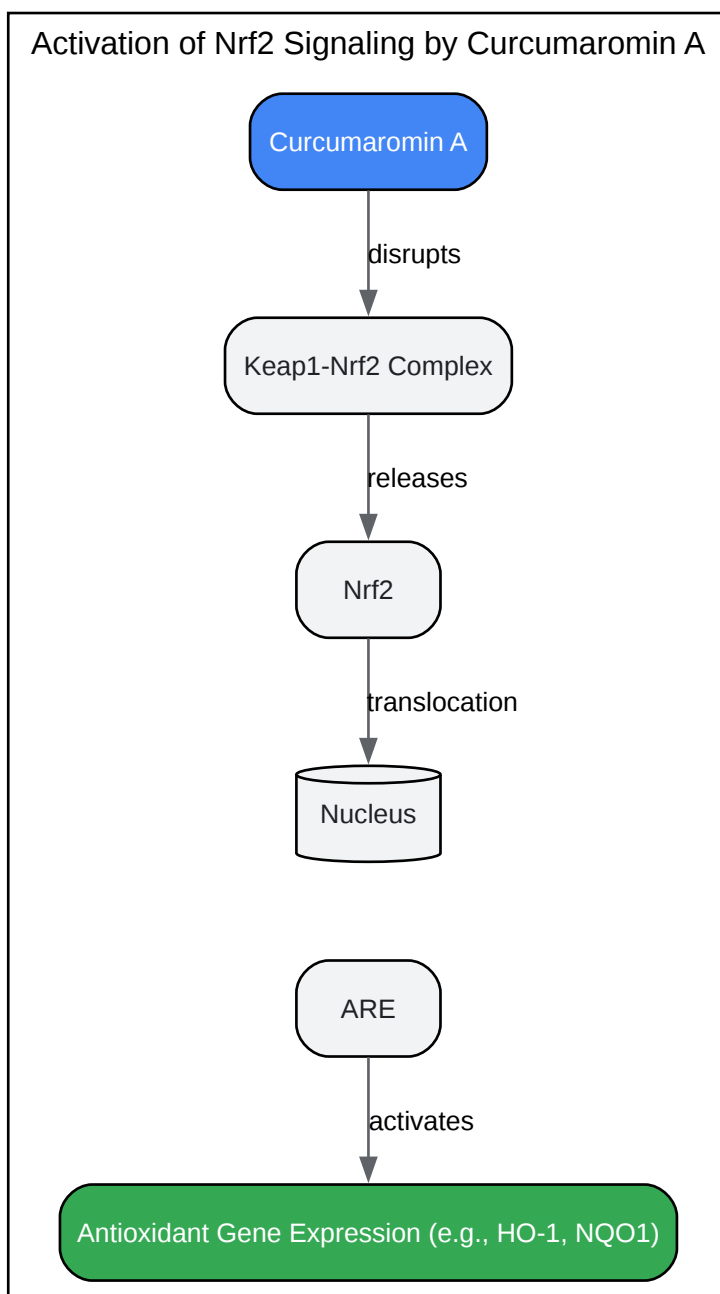 Activation of Nrf2 Signaling by Curcumaromin A
Curcumaromin A
disrupts
Keap1-Nrf2 Complex
releases
Nrf2
translocation
Nucleus
ARE
activates
Antioxidant Gene Expression (e.g., HO-1, NQO1)